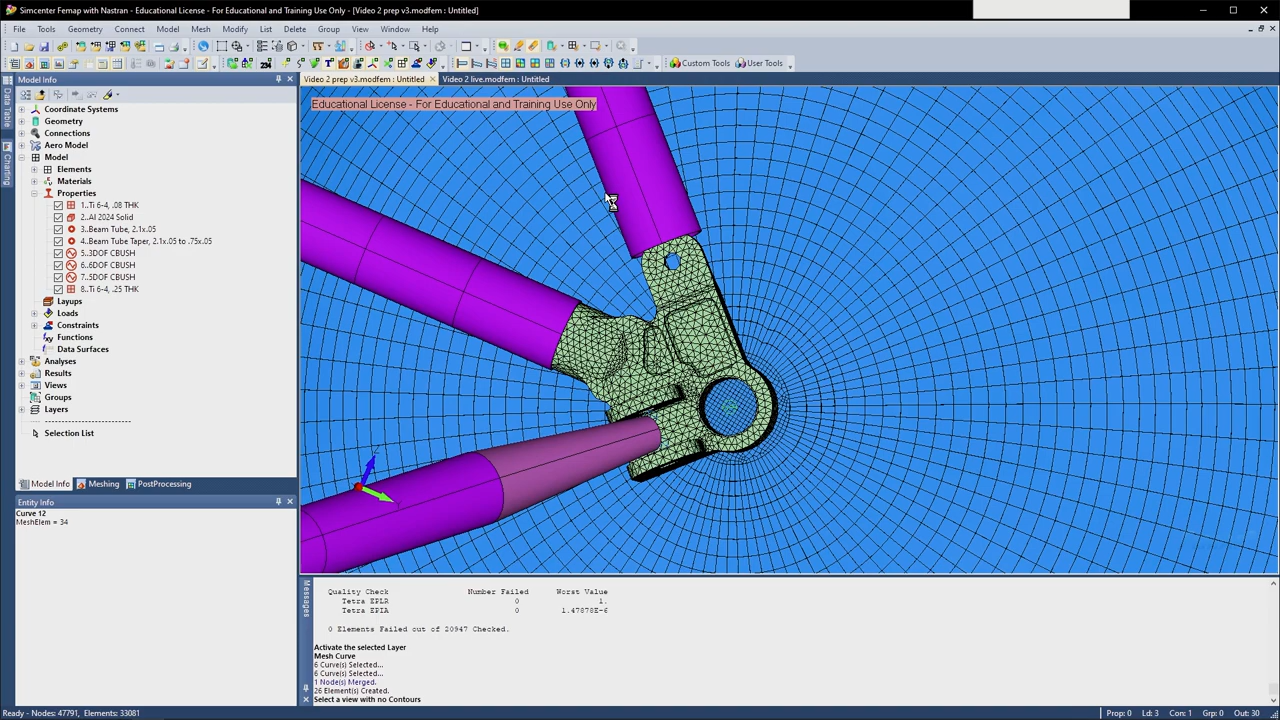 Simcenter Femap with Nastran - Educational License - For Educational and Training Use Only - [Video 2 prep v3.modfem : Untitled]
File Tools Geometry Connect Model Mesh Modify List Delete Group View Window Help
Custom Tools User Tools
Model Info
Video 2 prep v3.modfem : Untitled
Video 2 live.modfem : Untitled
Data Table
Charting
Educational License - For Educational and Training Use Only
Coordinate Systems
Geometry
Connections
Aero Model
Model
Elements
Materials
Properties
1..Ti 6-4, .08 THK
2..Al 2024 Solid
3..Beam Tube, 2.1x.05
4..Beam Tube Taper, 2.1x.05 to .75x.05
5..3DOF CBUSH
6..6DOF CBUSH
7..5DOF CBUSH
8..Ti 6-4, .25 THK
Layups
Loads
Constraints
Functions
Data Surfaces
Analyses
Results
Views
Groups
Layers
Selection List
Model Info Meshing PostProcessing
Entity Info
Curve 12
MeshElem = 34
Messages
Quality Check Number Failed Worst Value
Tetra EPLR 0 1.
Tetra EPIA 0 1.47878E-6
0 Elements Failed out of 20947 Checked.
Activate the selected Layer
Mesh Curve
6 Curve(s) Selected...
6 Curve(s) Selected...
1 Node(s) Merged.
26 Element(s) Created.
Select a view with no Contours
Ready - Nodes: 47791, Elements: 33081
Prop: 0 Ld: 3 Con: 1 Grp: 0 Out: 30